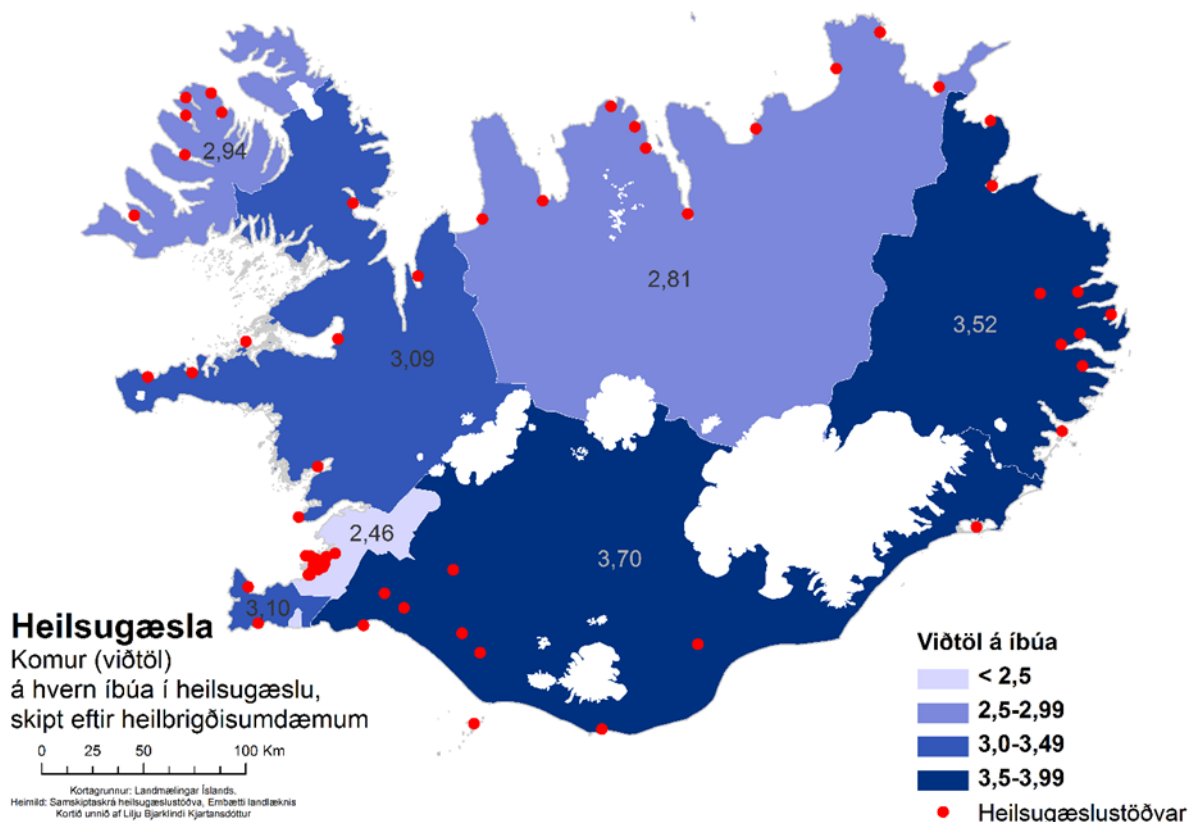 2,94
2,81
3,52
3,09
2,46
3,70
3,10
Heilsugæsla
Komur (viðtöl)
á hvern íbúa í heilsugæslu,
skipt eftir heilbrigðisumdæmum
0 25 50 100 Km
Kortagrunnur: Landmælingar Íslands.
Heimild: Samskiptaskrá heilsugæslustöðva, Embætti landlæknis
Kortið unnið af Lilju Bjarklindi Kjartansdóttur
Viðtöl á íbúa
< 2,5
2,5-2,99
3,0-3,49
3,5-3,99
Heilsugæslustöðvar